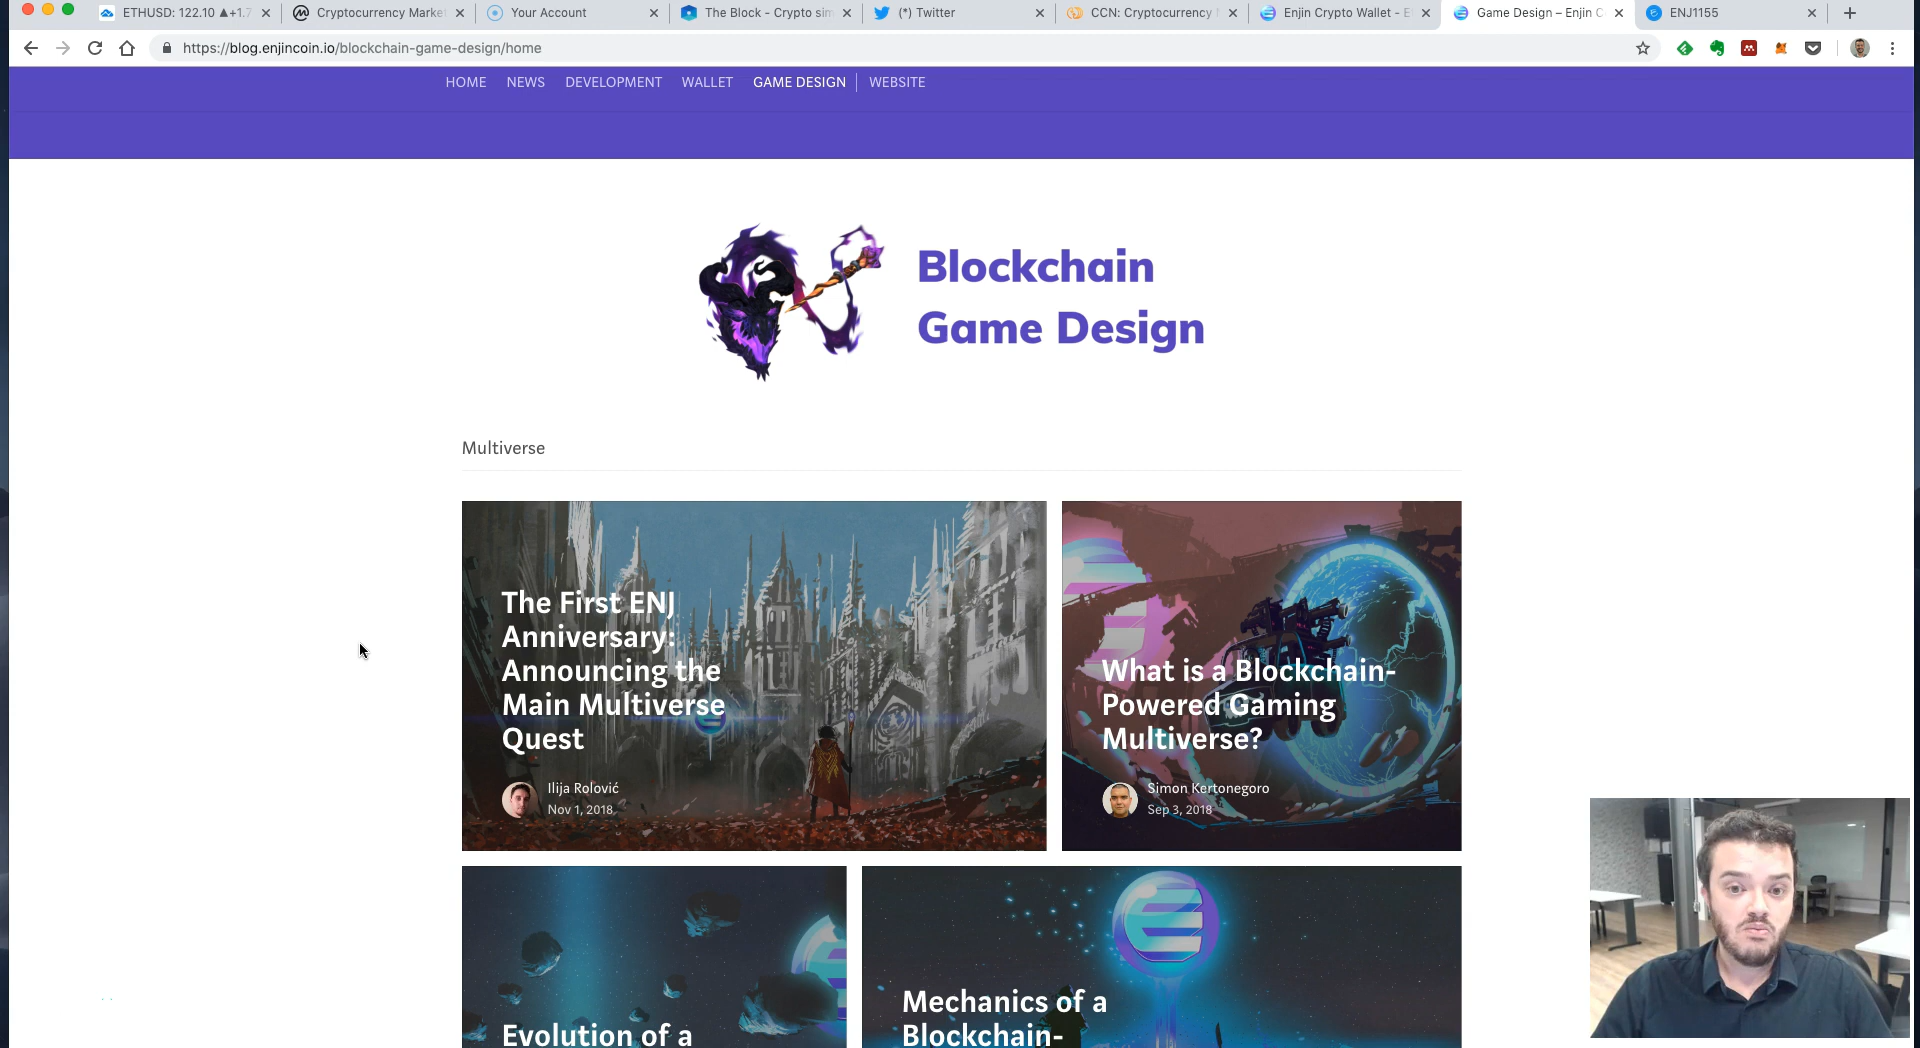 ETHUSD: 122.10 ▲+1.7
Cryptocurrency Marke
Your Account
The Block - Crypto sim
(*) Twitter
CCN: Cryptocurrency
Enjin Crypto Wallet - E
Game Design – Enjin C
ENJ1155
https://blog.enjincoin.io/blockchain-game-design/home
HOME
NEWS
DEVELOPMENT
WALLET
GAME DESIGN
WEBSITE
Blockchain
Game Design
Multiverse
The First ENJ
Anniversary:
Announcing the
Main Multiverse
Quest
Ilija Rolović
Nov 1, 2018
What is a Blockchain-
Powered Gaming
Multiverse?
Simon Kertonegoro
Sep 3, 2018
Evolution of a
Mechanics of a
Blockchain-